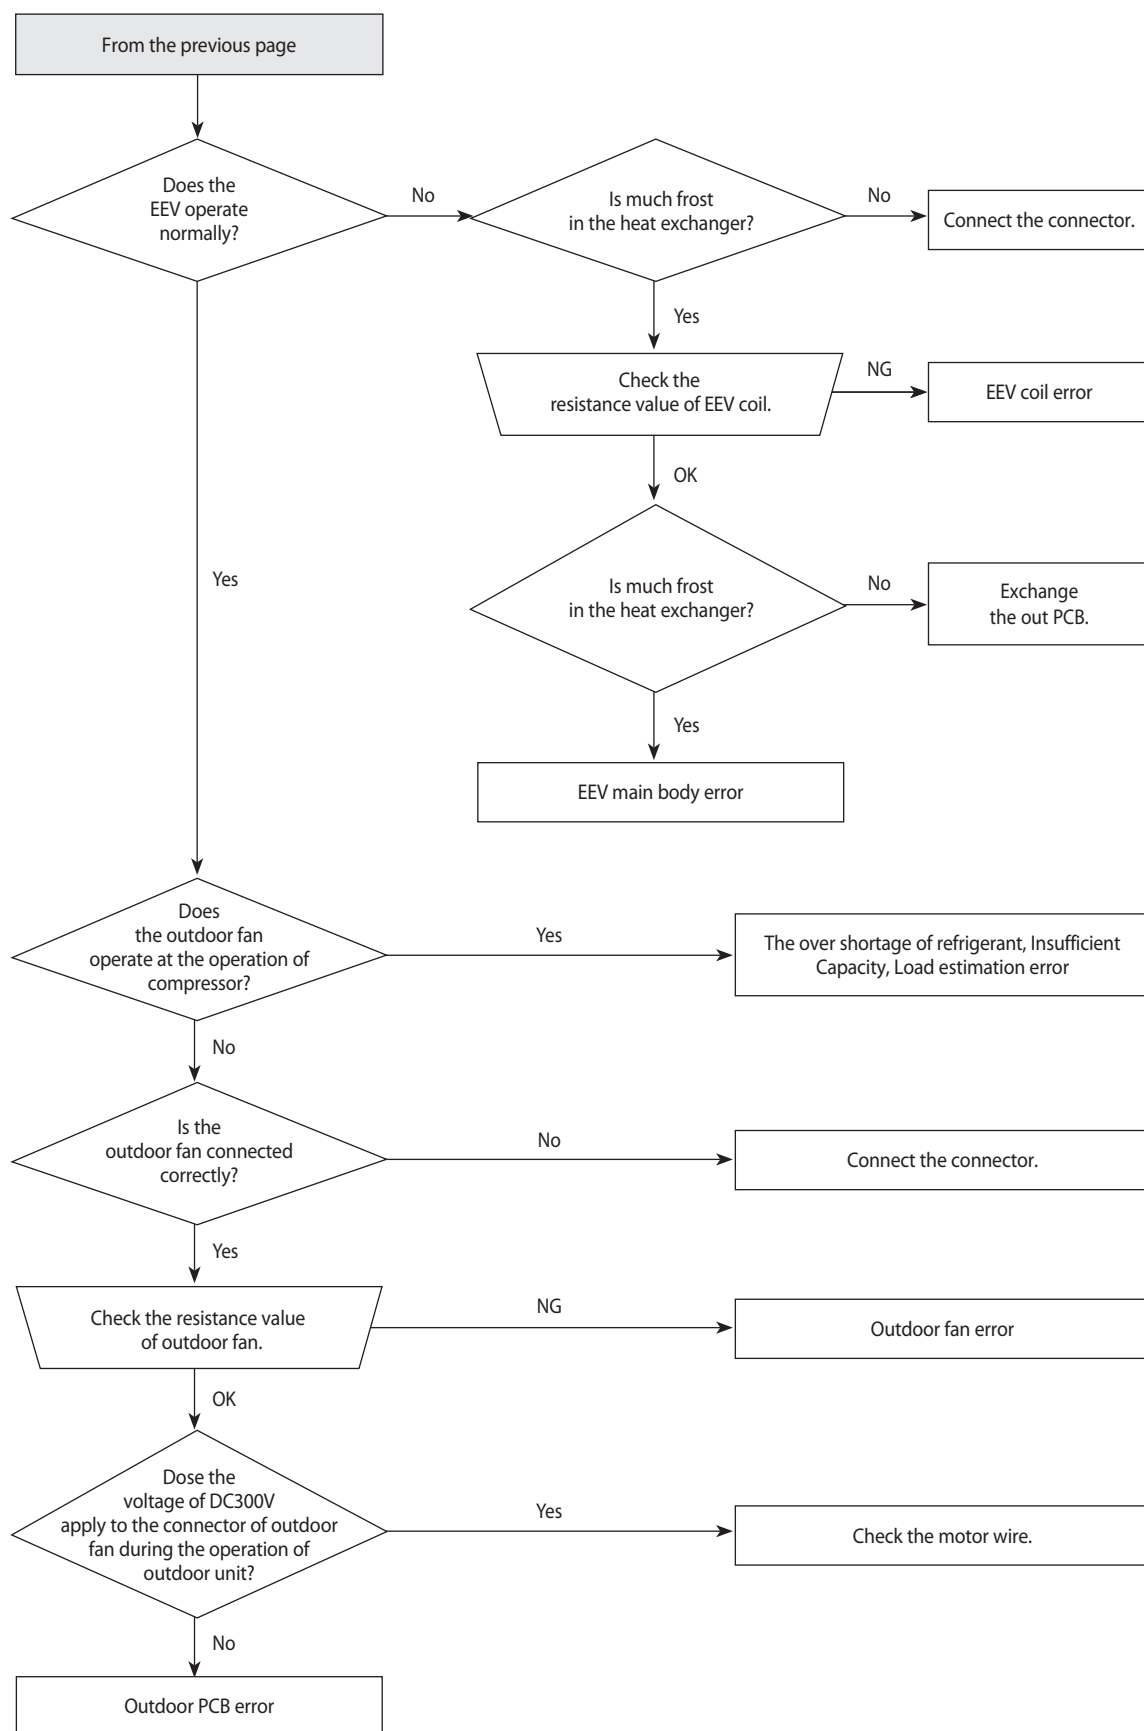 From the previous page
Does the
EEV operate
normally?
No
Is much frost
in the heat exchanger?
No
Connect the connector.
Yes
Check the
resistance value of EEV coil.
NG
EEV coil error
OK
Yes
Is much frost
in the heat exchanger?
No
Exchange
the out PCB.
Yes
EEV main body error
Does
the outdoor fan
operate at the operation of
compressor?
Yes
The over shortage of refrigerant, Insufficient
Capacity, Load estimation error
No
Is the
outdoor fan connected
correctly?
No
Connect the connector.
Yes
Check the resistance value
of outdoor fan.
NG
Outdoor fan error
OK
Dose the
voltage of DC300V
apply to the connector of outdoor
fan during the operation of
outdoor unit?
Yes
Check the motor wire.
No
Outdoor PCB error